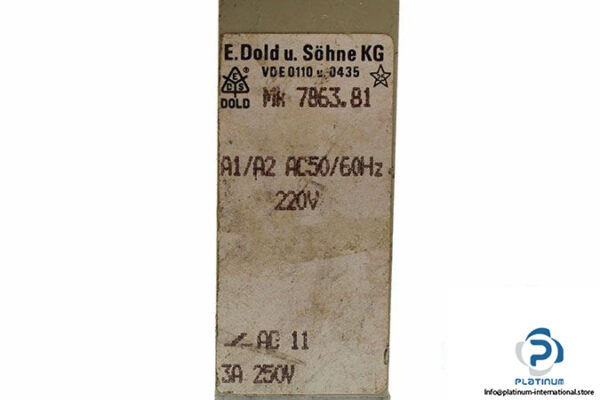 E.Dold u. Söhne KG
VDE 0110 u. 0435
DOLD
MK 7863.81
A1/A2 AC50/60Hz
220V
AC 11
3A 250V
PLATINUM
Info@platinum-international.store